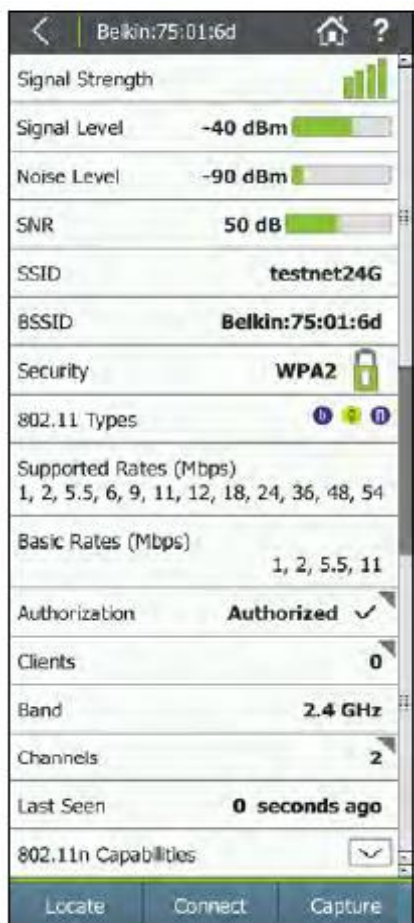 Belkin:75:01:6d ?
Signal Strength
Signal Level -40 dBm
Noise Level -90 dBm
SNR 50 dB
SSID testnet24G
BSSID Belkin:75:01:6d
Security WPA2
802.11 Types b g n
Supported Rates (Mbps)
1, 2, 5.5, 6, 9, 11, 12, 18, 24, 36, 48, 54
Basic Rates (Mbps)
1, 2, 5.5, 11
Authorization Authorized
Clients 0
Band 2.4 GHz
Channels 2
Last Seen 0 seconds ago
802.11n Capabilities
Locate Connect Capture